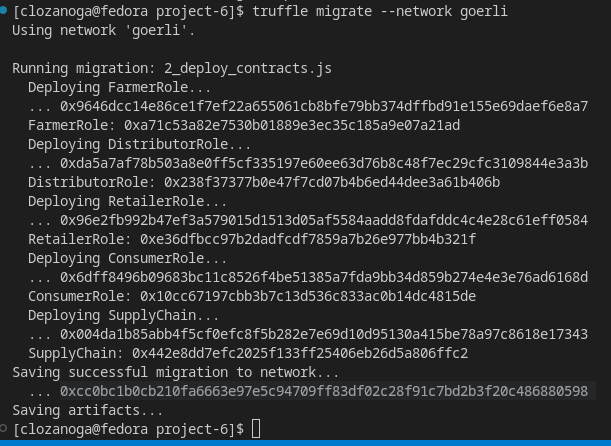 [clozanoga@fedora project-6]$ truffle migrate --network goerli
Using network 'goerli'.
Running migration: 2_deploy_contracts.js
Deploying FarmerRole...
... 0x9646dcc14e86ce1f7ef22a655061cb8bfe79bb374dffbd91e155e69daef6e8a7
FarmerRole: 0xa71c53a82e7530b01889e3ec35c185a9e07a21ad
Deploying DistributorRole...
... 0xda5a7af78b503a8e0ff5cf335197e60ee63d76b8c48f7ec29cfc3109844e3a3b
DistributorRole: 0x238f37377b0e47f7cd07b4b6ed44dee3a61b406b
Deploying RetailerRole...
... 0x96e2fb992b47ef3a579015d1513d05af5584aadd8fdafddc4c4e28c61eff0584
RetailerRole: 0xe36dfbcc97b2dadfcdf7859a7b26e977bb4b321f
Deploying ConsumerRole...
... 0x6dff8496b09683bc11c8526f4be51385a7fda9bb34d859b274e4e3e76ad6168d
ConsumerRole: 0x10cc67197cbb3b7c13d536c833ac0b14dc4815de
Deploying SupplyChain...
... 0x004da1b85abb4f5cf0efc8f5b282e7e69d10d95130a415be78a97c8618e17343
SupplyChain: 0x442e8dd7efc2025f133ff25406eb26d5a806ffc2
Saving successful migration to network...
... 0xcc0bc1b0cb210fa6663e97e5c94709ff83df02c28f91c7bd2b3f20c486880598
Saving artifacts...
[clozanoga@fedora project-6]$